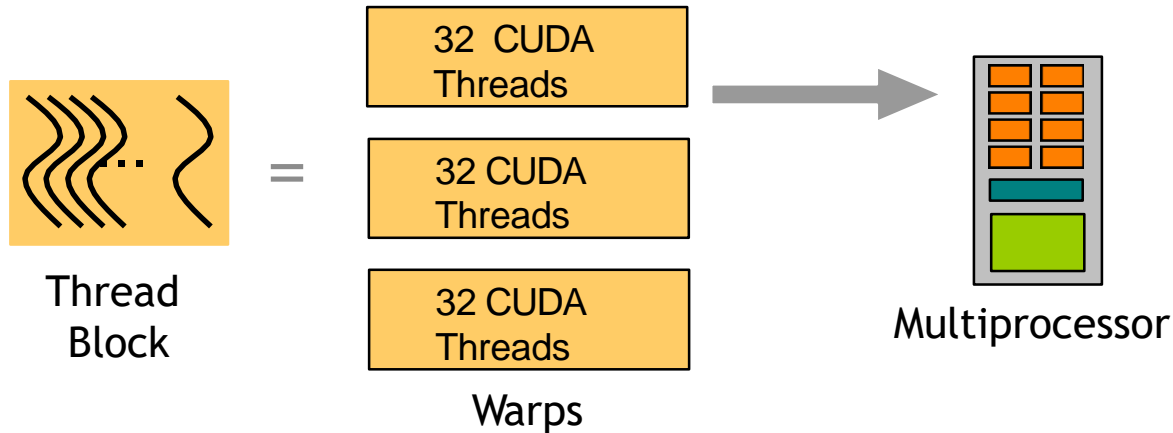 32 CUDA
Threads
. . .
=
32 CUDA
Threads
Thread
Block
32 CUDA
Threads
Multiprocessor
Warps